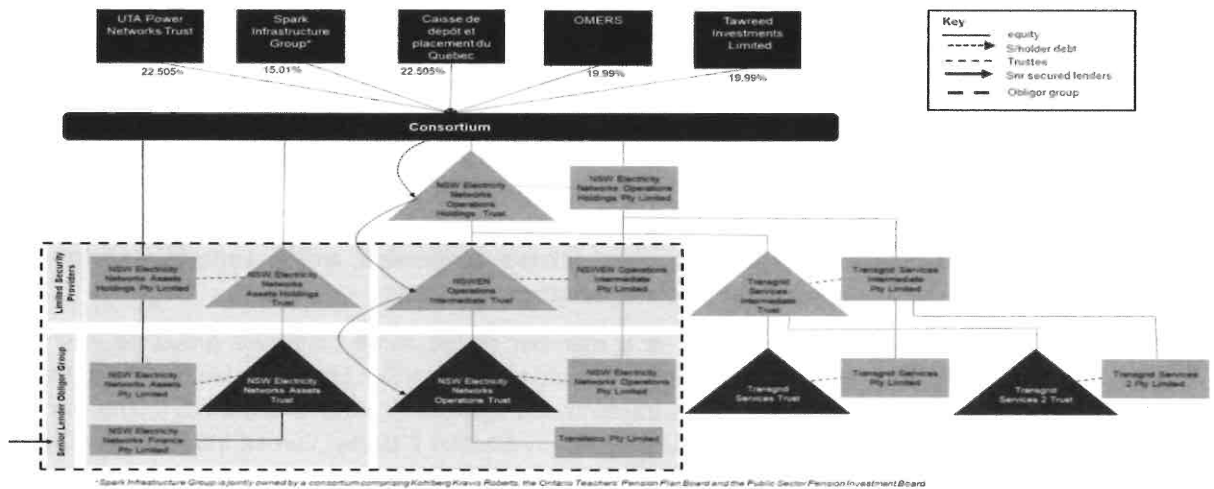 UTA Power
Networks Trust
Spark
Infrastructure
Group*
Caisse de
dépôt et
placement du
Québec
OMERS
Tawreed
Investments
Limited
22.505%
15.01%
22.505%
19.99%
19.99%
Key
equity
S/holder debt
Trustee
Snr secured lenders
Obligor group
Consortium
NSW Electricity
Networks
Operations
Holdings Trust
NSW Electricity
Networks Operations
Holdings Pty Limited
Limited Security
Providers
NSW Electricity
Networks Assets
Holdings Pty Limited
NSW Electricity
Networks
Assets Holdings
Trust
NSWEN
Operations
Intermediate Trust
NSWEN Operations
Intermediate
Pty Limited
Transgrid
Services
Intermediate
Trust
Transgrid Services
Intermediate
Pty Limited
Senior Lender Obligor Group
NSW Electricity
Networks Assets
Pty Limited
NSW Electricity
Networks Assets
Trust
NSW Electricity
Networks
Operations Trust
NSW Electricity
Networks Operations
Pty Limited
Transgrid
Services Trust
Transgrid Services
Pty Limited
Transgrid
Services 2 Trust
Transgrid Services
2 Pty Limited
NSW Electricity
Networks Finance
Pty Limited
Pty Limited
*Spark Infrastructure Group is jointly owned by a consortium comprising Kohlberg Kravis Roberts, the Ontario Teachers' Pension Plan Board and the Public Sector Pension Investment Board